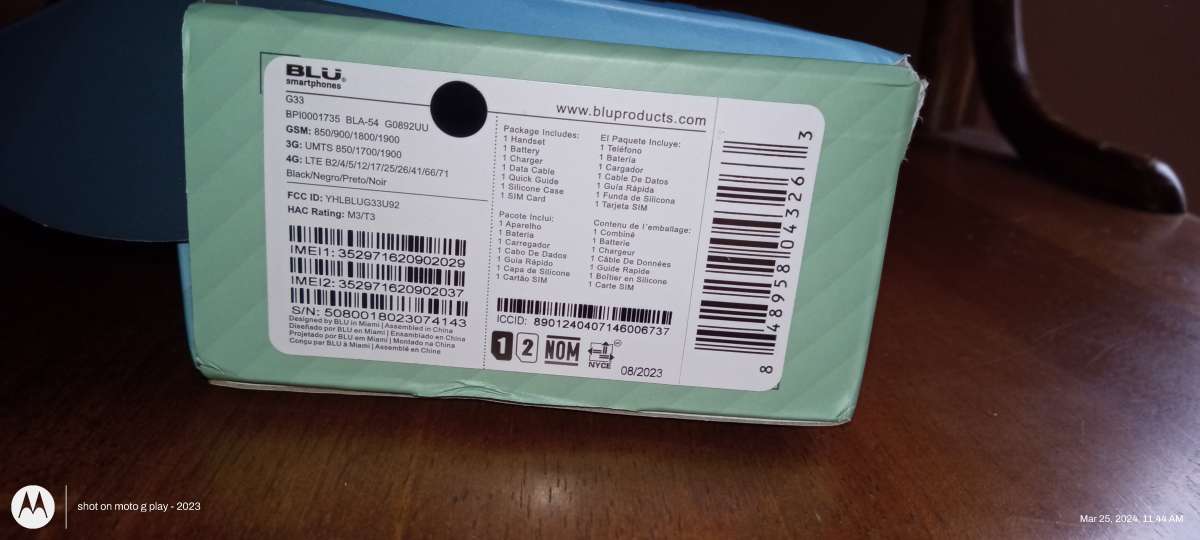 BLU®
smartphones
G33
BPI0001735 BLA-54 G0892UU
GSM: 850/900/1800/1900
3G: UMTS 850/1700/1900
4G: LTE B2/4/5/12/17/25/26/41/66/71
Black/Negro/Preto/Noir
FCC ID: YHLBLUG33U92
HAC Rating: M3/T3
IMEI1: 352971620902029
IMEI2: 352971620902037
S/N: 5080018023074143
Designed by BLU in Miami | Assembled in China
Diseñado por BLU en Miami | Ensamblado en China
Projetado por BLU em Miami | Montado na China
Conçu par BLU à Miami | Assemblé en Chine
www.bluproducts.com
Package Includes:
1 Handset
1 Battery
1 Charger
1 Data Cable
1 Quick Guide
1 Silicone Case
1 SIM Card
El Paquete Incluye:
1 Teléfono
1 Batería
1 Cargador
1 Cable De Datos
1 Guía Rápida
1 Funda de Silicona
1 Tarjeta SIM
Pacote Inclui:
1 Aparelho
1 Bateria
1 Carregador
1 Cabo De Dados
1 Guia Rápido
1 Capa de Silicone
1 Cartão SIM
Contenu de l'emballage:
1 Combiné
1 Batterie
1 Chargeur
1 Câble De Données
1 Guide Rapide
1 Boîtier en Silicone
1 Carte SIM
ICCID: 8901240407146006737
1 2 NOM NYCE
08/2023
8 48958 04326 3
shot on moto g play - 2023
Mar 25, 2024, 11:44 AM